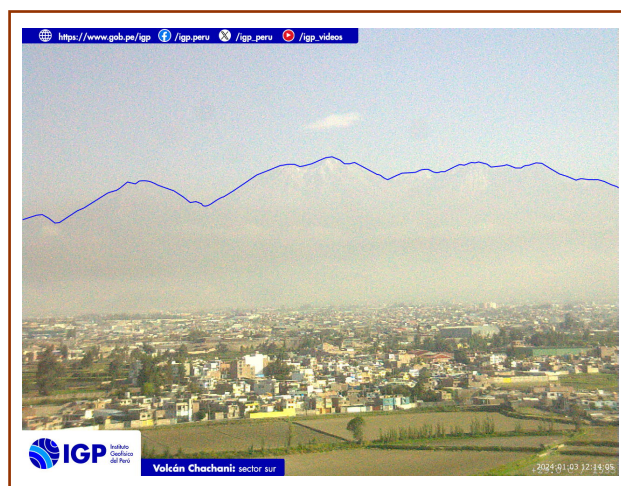 https://www.gob.pe/igp /igp.peru /igp_peru /igp_videos
IGP Instituto
Geofísico
del Perú
Volcán Chachani: sector sur
2024-01-03 12:14:05